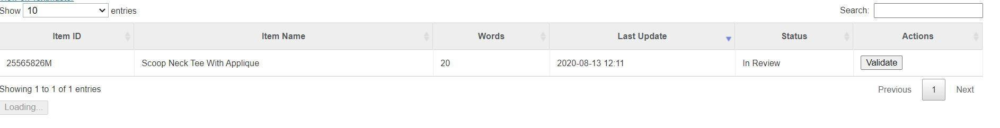 Show 10 entries Search:
Item ID Item Name Words Last Update Status Actions
25565826M Scoop Neck Tee With Applique 20 2020-08-13 12:11 In Review Validate
Showing 1 to 1 of 1 entries Previous 1 Next
Loading...